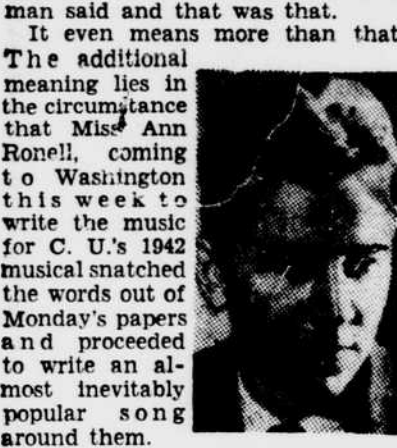 man said and that was that.
It even means more than that
The additional
meaning lies in
the circumstance
that Miss Ann
Ronell, coming
to Washington
this week to
write the music
for C. U.'s 1942
musical snatched
the words out of
Monday's papers
and proceeded
to write an al-
most inevitably
popular song
around them.